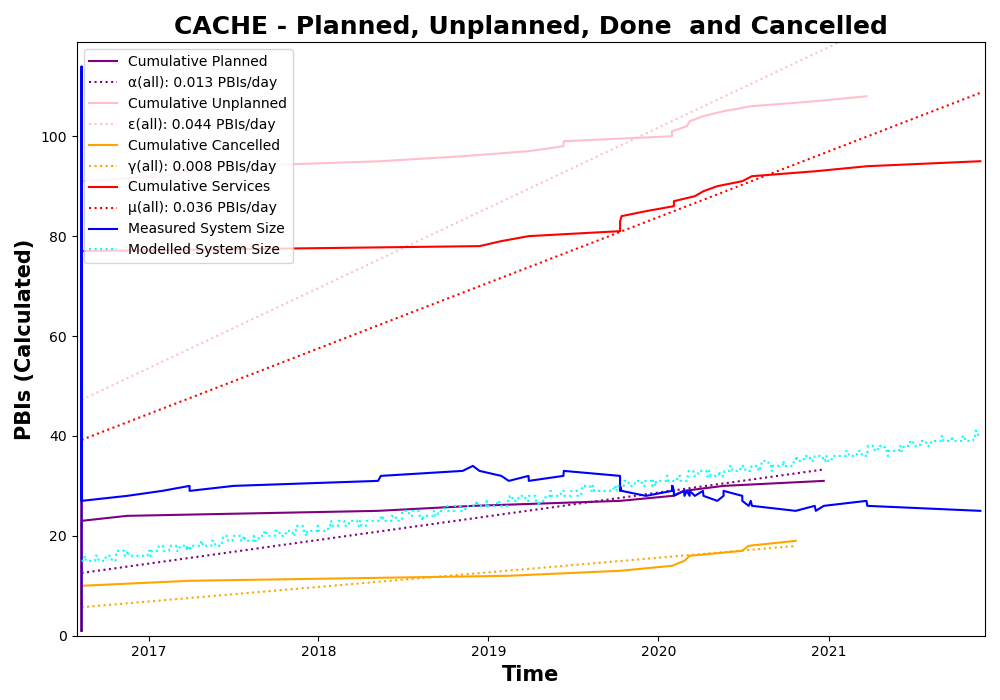 CACHE - Planned, Unplanned, Done  and Cancelled
Cumulative Planned
α(all): 0.013 PBIs/day
Cumulative Unplanned
ε(all): 0.044 PBIs/day
Cumulative Cancelled
γ(all): 0.008 PBIs/day
Cumulative Services
μ(all): 0.036 PBIs/day
Measured System Size
Modelled System Size
PBIs (Calculated)
100
80
60
40
20
0
2017
2018
2019
2020
2021
Time